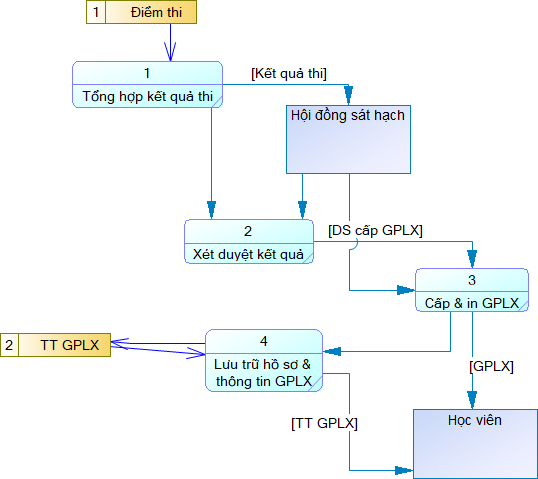 1 Điểm thi
1
Tổng hợp kết quả thi
[Kết quả thi]
Hội đồng sát hạch
2
Xét duyệt kết quả
[DS cấp GPLX]
3
Cấp & in GPLX
2 TT GPLX
4
Lưu trữ hồ sơ &
thông tin GPLX
[GPLX]
[TT GPLX]
Học viên